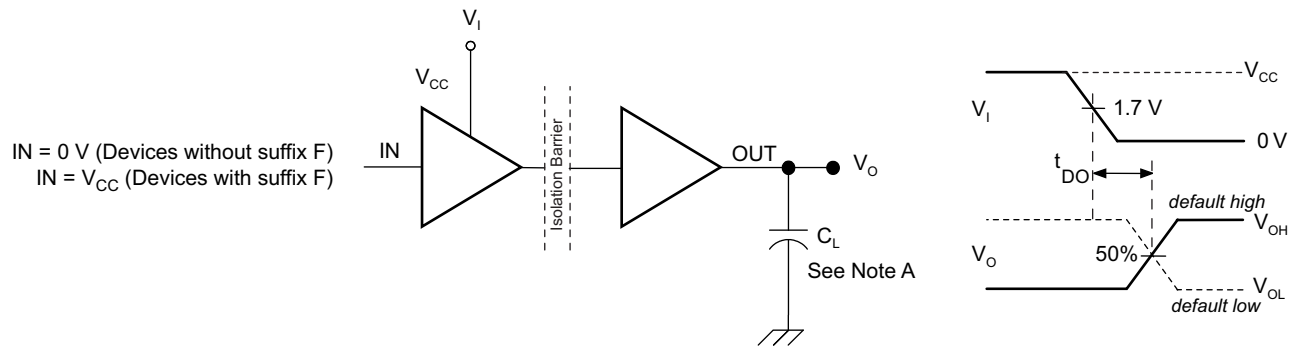 V_I
V_CC
IN = 0 V (Devices without suffix F)
IN = V_CC (Devices with suffix F)
IN
Isolation Barrier
OUT
V_O
C_L
See Note A
V_I
V_CC
1.7 V
0 V
t_DO
default high
V_OH
V_O
50%
V_OL
default low